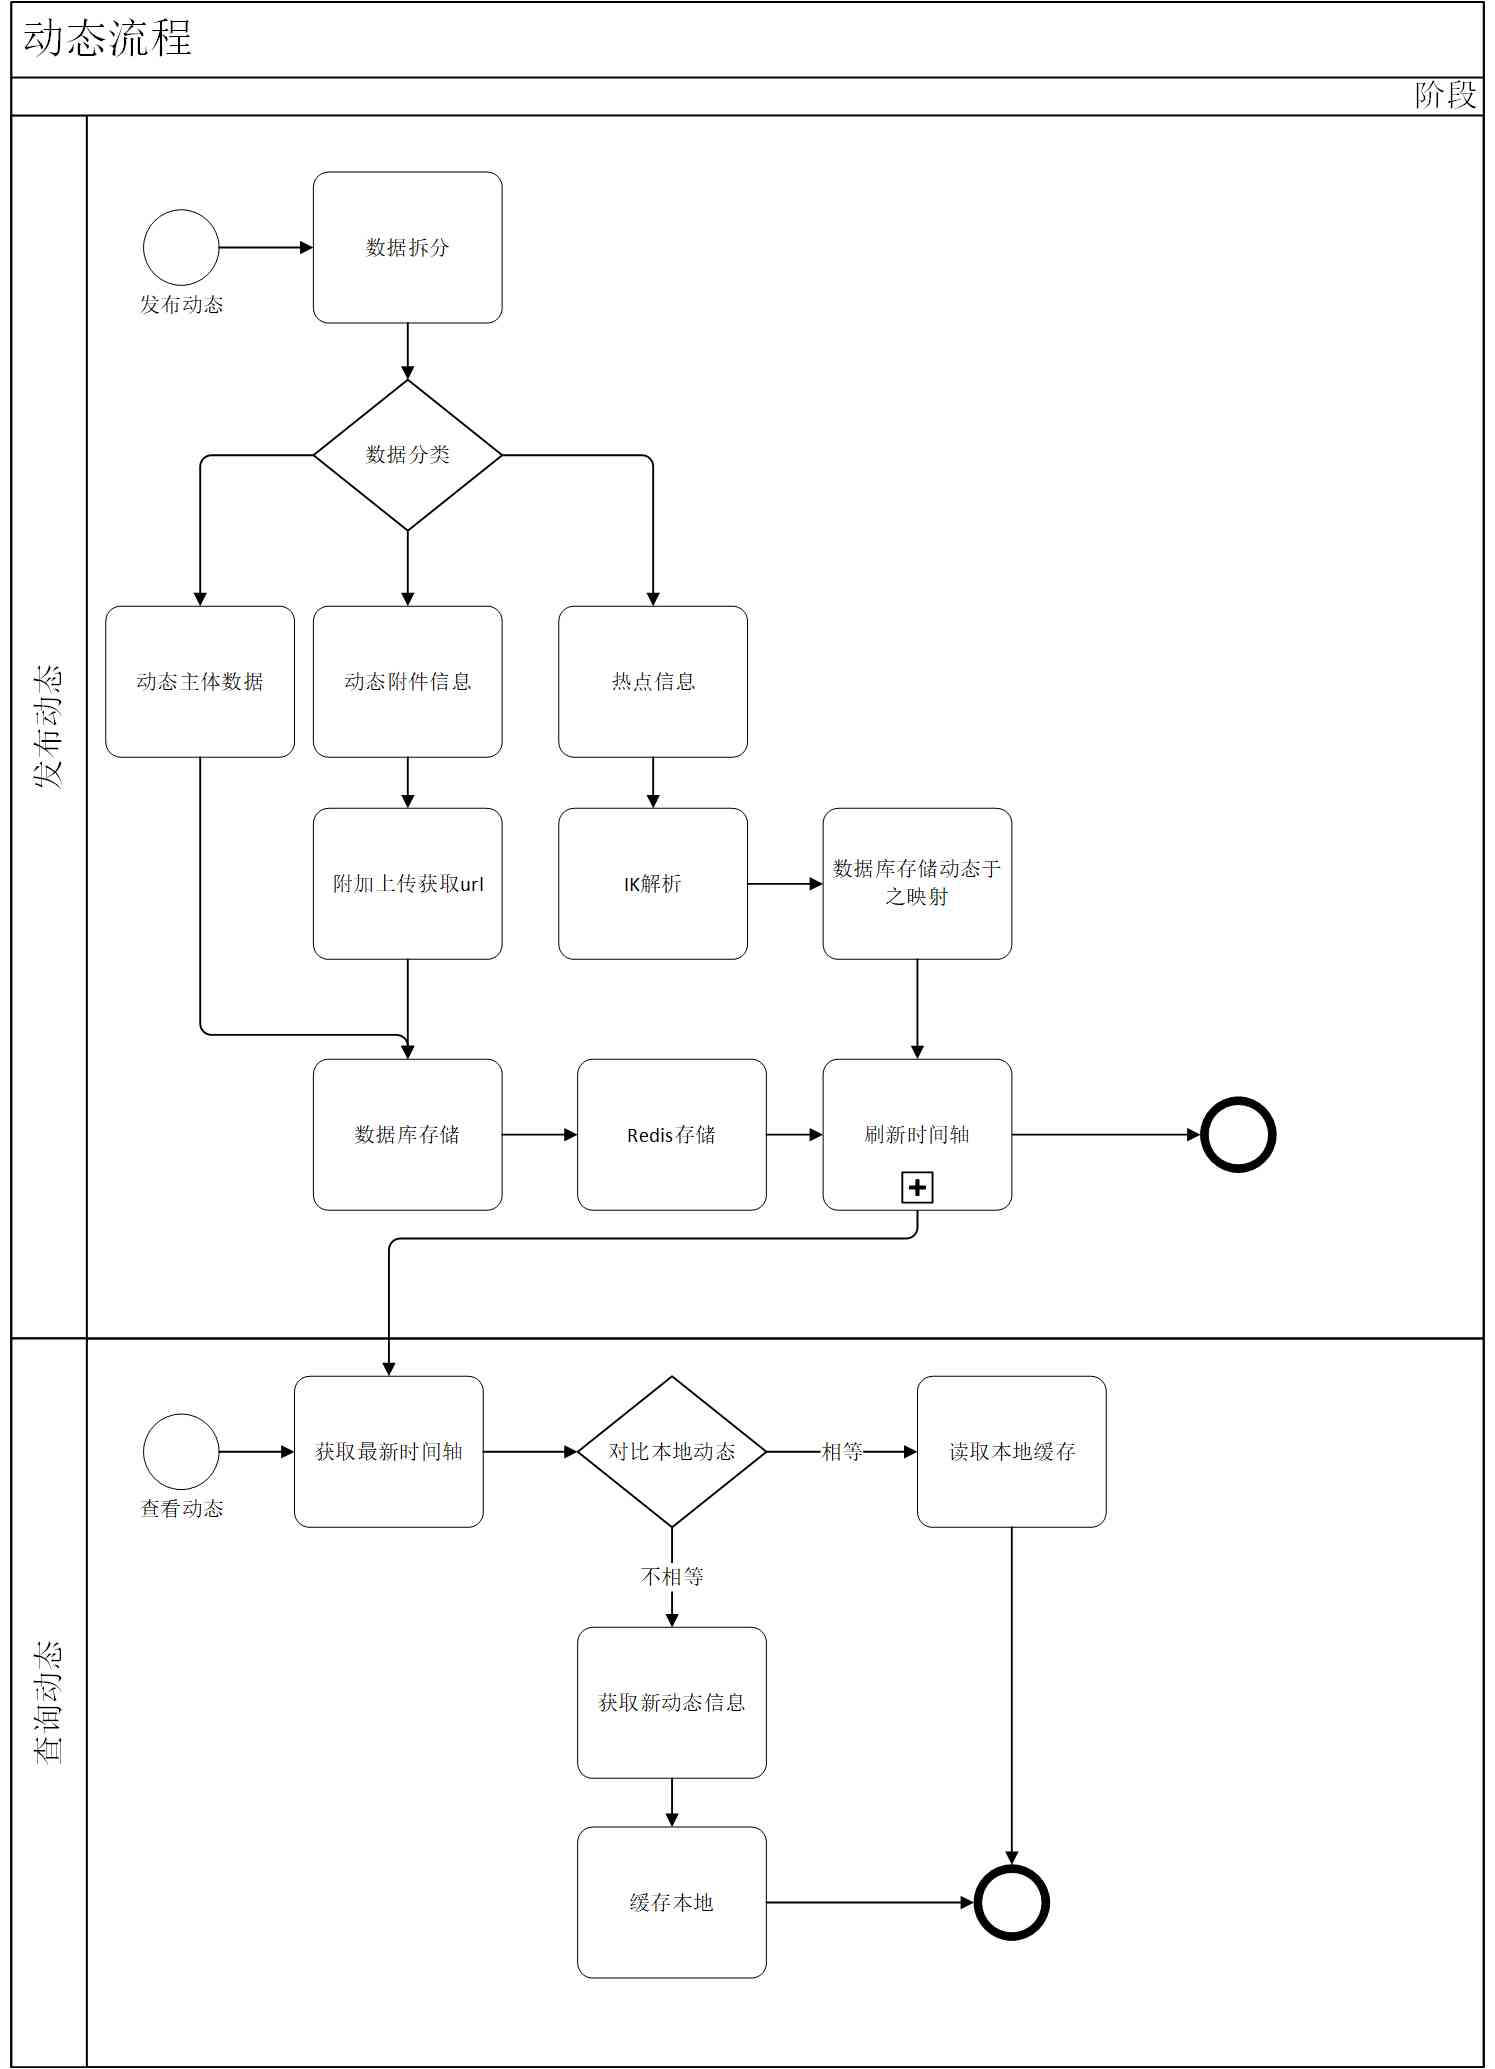 动态流程
阶段
发布动态
数据拆分
发布动态
数据分类
动态主体数据
动态附件信息
热点信息
附加上传获取url
IK解析
数据库存储动态于
之映射
数据库存储
Redis存储
刷新时间轴
查询动态
获取最新时间轴
对比本地动态
相等
读取本地缓存
查看动态
不相等
获取新动态信息
缓存本地